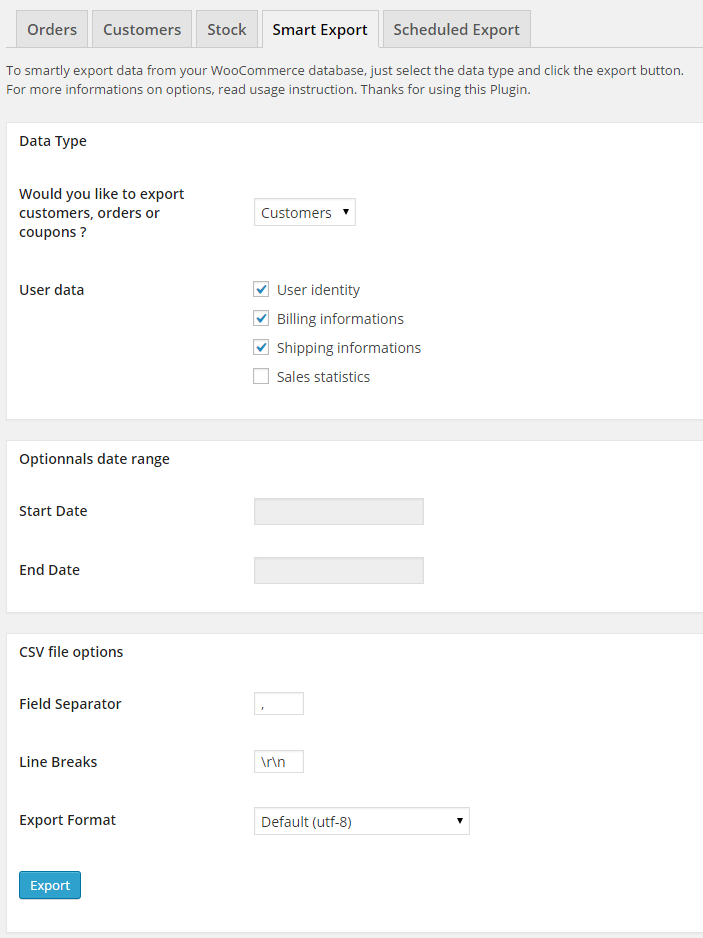 Orders Customers Stock Smart Export Scheduled Export
To smartly export data from your WooCommerce database, just select the data type and click the export button.
For more informations on options, read usage instruction. Thanks for using this Plugin.
Data Type
Would you like to export
customers, orders or
coupons ?
Customers
User data
User identity
Billing informations
Shipping informations
Sales statistics
Optionnals date range
Start Date
End Date
CSV file options
Field Separator ,
Line Breaks \r\n
Export Format Default (utf-8)
Export